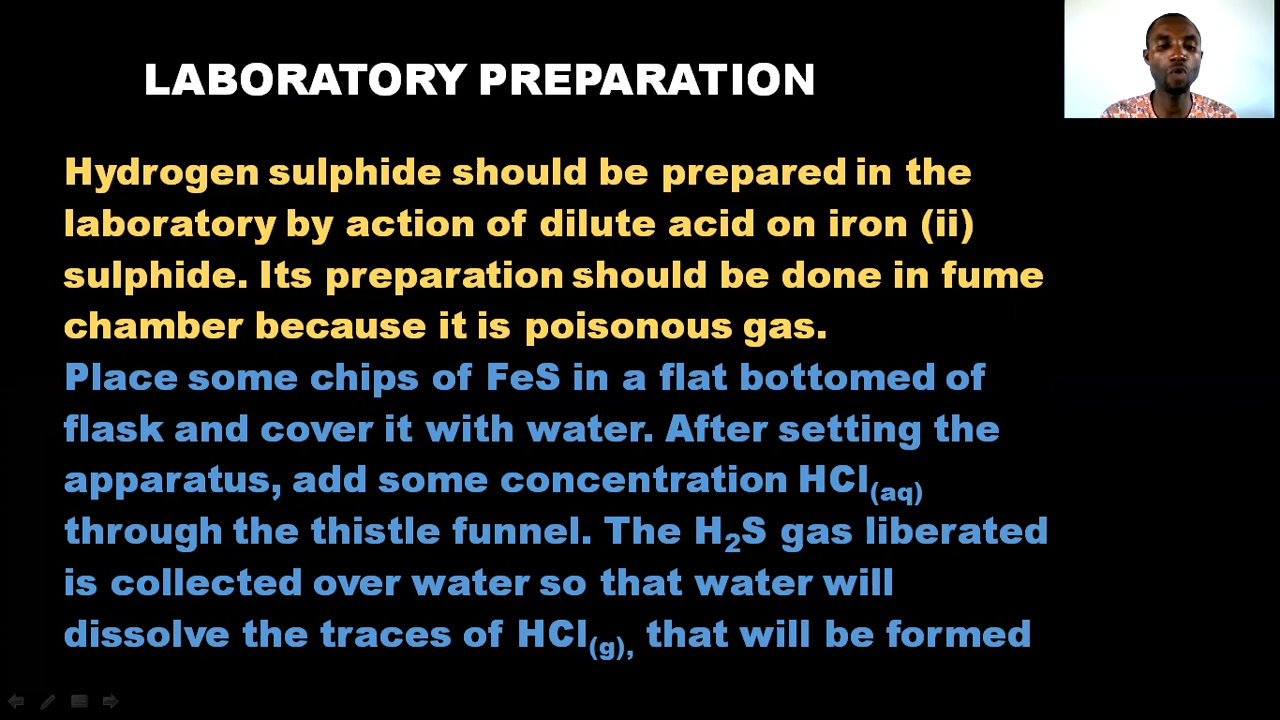 LABORATORY PREPARATION
Hydrogen sulphide should be prepared in the
laboratory by action of dilute acid on iron (ii)
sulphide. Its preparation should be done in fume
chamber because it is poisonous gas.
Place some chips of FeS in a flat bottomed of
flask and cover it with water. After setting the
apparatus, add some concentration HCl(aq)
through the thistle funnel. The H₂S gas liberated
is collected over water so that water will
dissolve the traces of HCl(g), that will be formed